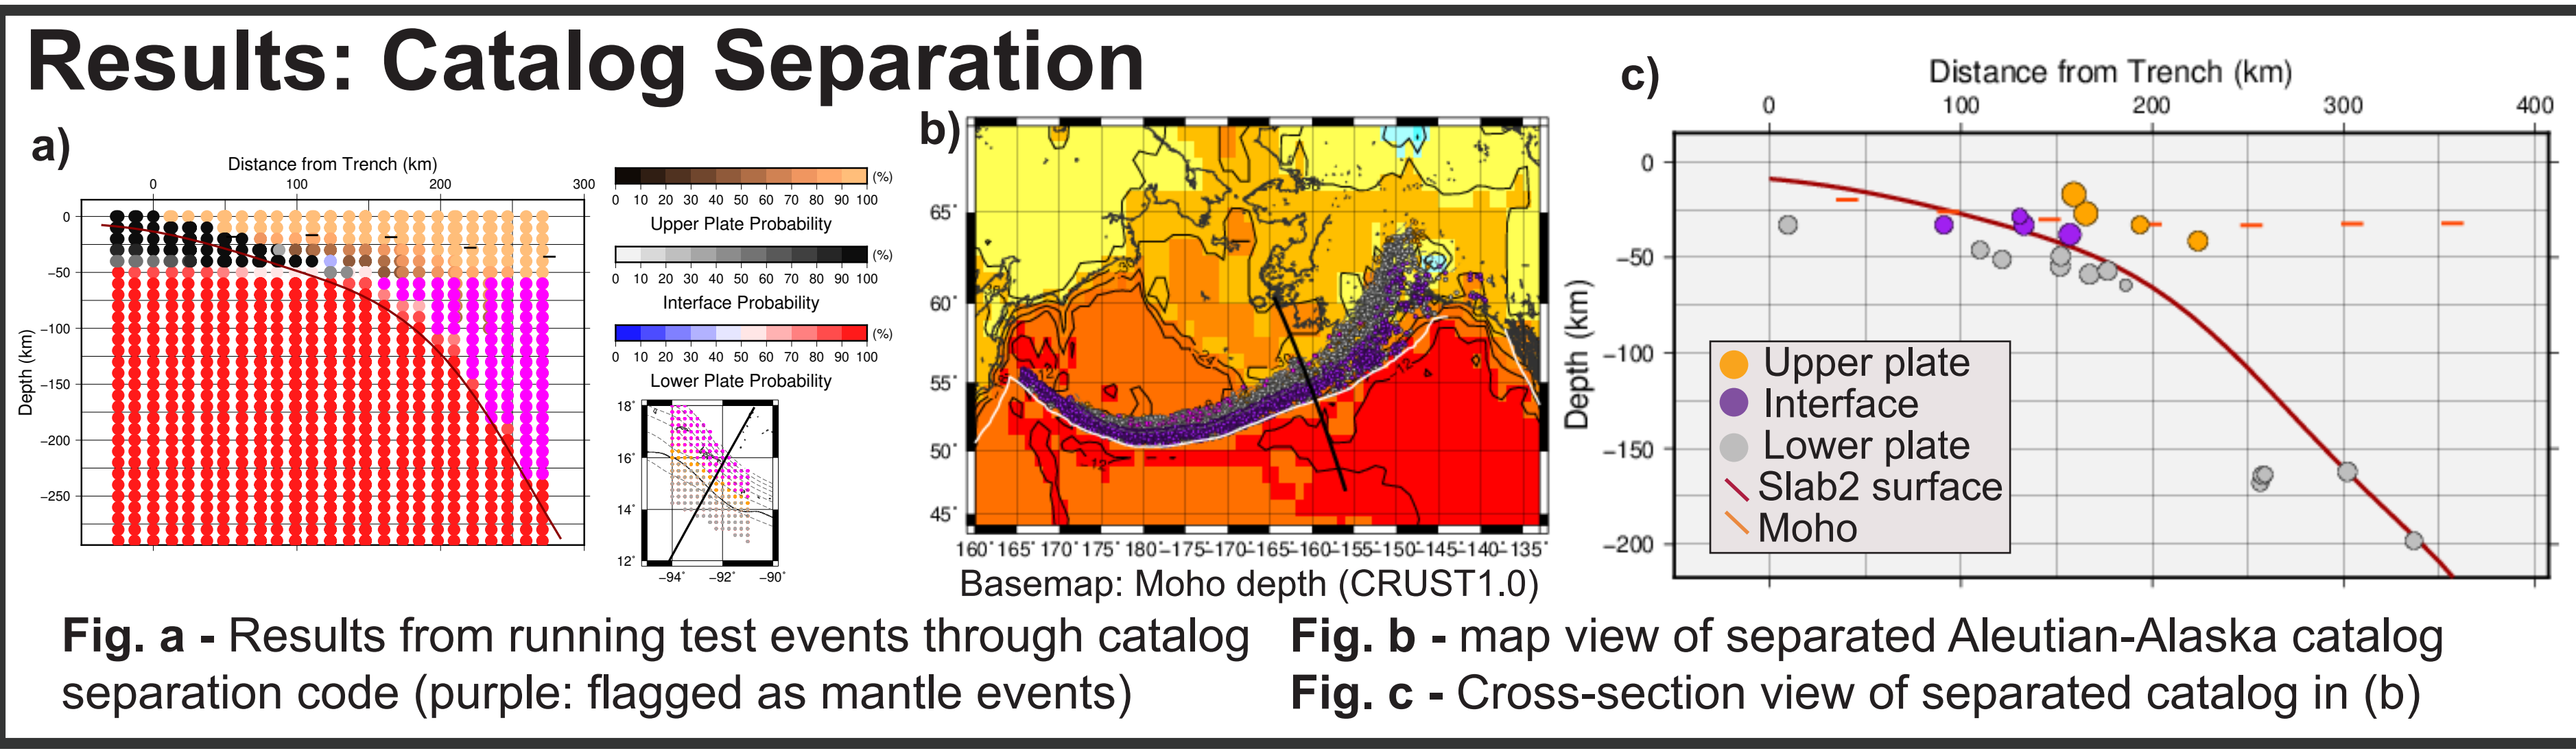 Results: Catalog Separation
a)
Distance from Trench (km)
0 100 200 300
0
−50
−100
−150
−200
−250
Depth (km)
(%)
0 10 20 30 40 50 60 70 80 90 100
Upper Plate Probability
(%)
0 10 20 30 40 50 60 70 80 90 100
Interface Probability
(%)
0 10 20 30 40 50 60 70 80 90 100
Lower Plate Probability
18°
16°
14°
12°
−94° −92° −90°
b)
65°
60°
55°
50°
45°
160° 165° 170° 175° 180 −175 −170 −165 −160 −155 −150 −145 −140 −135°
Basemap: Moho depth (CRUST1.0)
c)
Distance from Trench (km)
0 100 200 300 400
0
−50
−100
−150
−200
Depth (km)
Upper plate
Interface
Lower plate
Slab2 surface
Moho
Fig. a - Results from running test events through catalog
separation code (purple: flagged as mantle events)
Fig. b - map view of separated Aleutian-Alaska catalog
Fig. c - Cross-section view of separated catalog in (b)